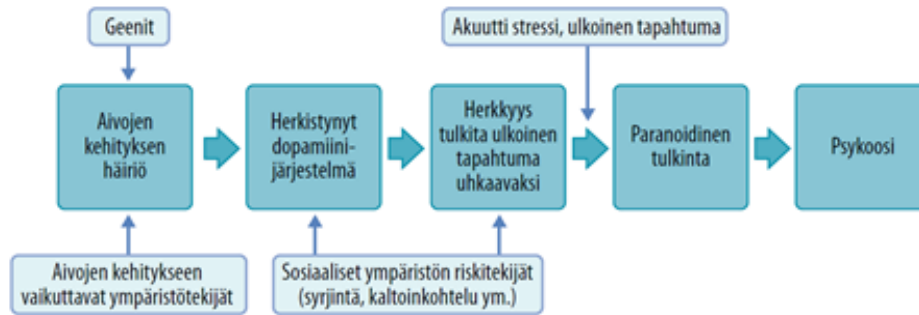 Geenit
Akuutti stressi, ulkoinen tapahtuma
Aivojen
kehityksen
häiriö
Herkistynyt
dopamiini-
järjestelmä
Herkkyys
tulkita ulkoinen
tapahtuma
uhkaavaksi
Paranoidinen
tulkinta
Psykoosi
Aivojen kehitykseen
vaikuttavat ympäristötekijät
Sosiaaliset ympäristön riskitekijät
(syrjintä, kaltoinkohtelu ym.)